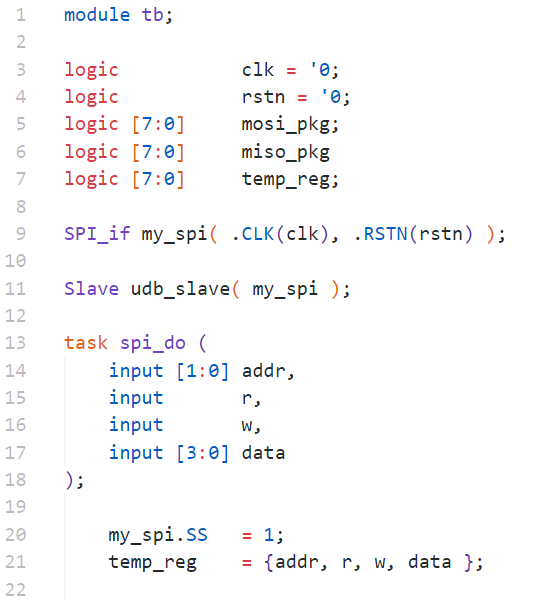 1 module tb;
2
3 logic clk = '0;
4 logic rstn = '0;
5 logic [7:0] mosi_pkg;
6 logic [7:0] miso_pkg
7 logic [7:0] temp_reg;
8
9 SPI_if my_spi( .CLK(clk), .RSTN(rstn) );
10
11 Slave udb_slave( my_spi );
12
13 task spi_do (
14 input [1:0] addr,
15 input r,
16 input w,
17 input [3:0] data
18 );
19
20 my_spi.SS = 1;
21 temp_reg = {addr, r, w, data };
22